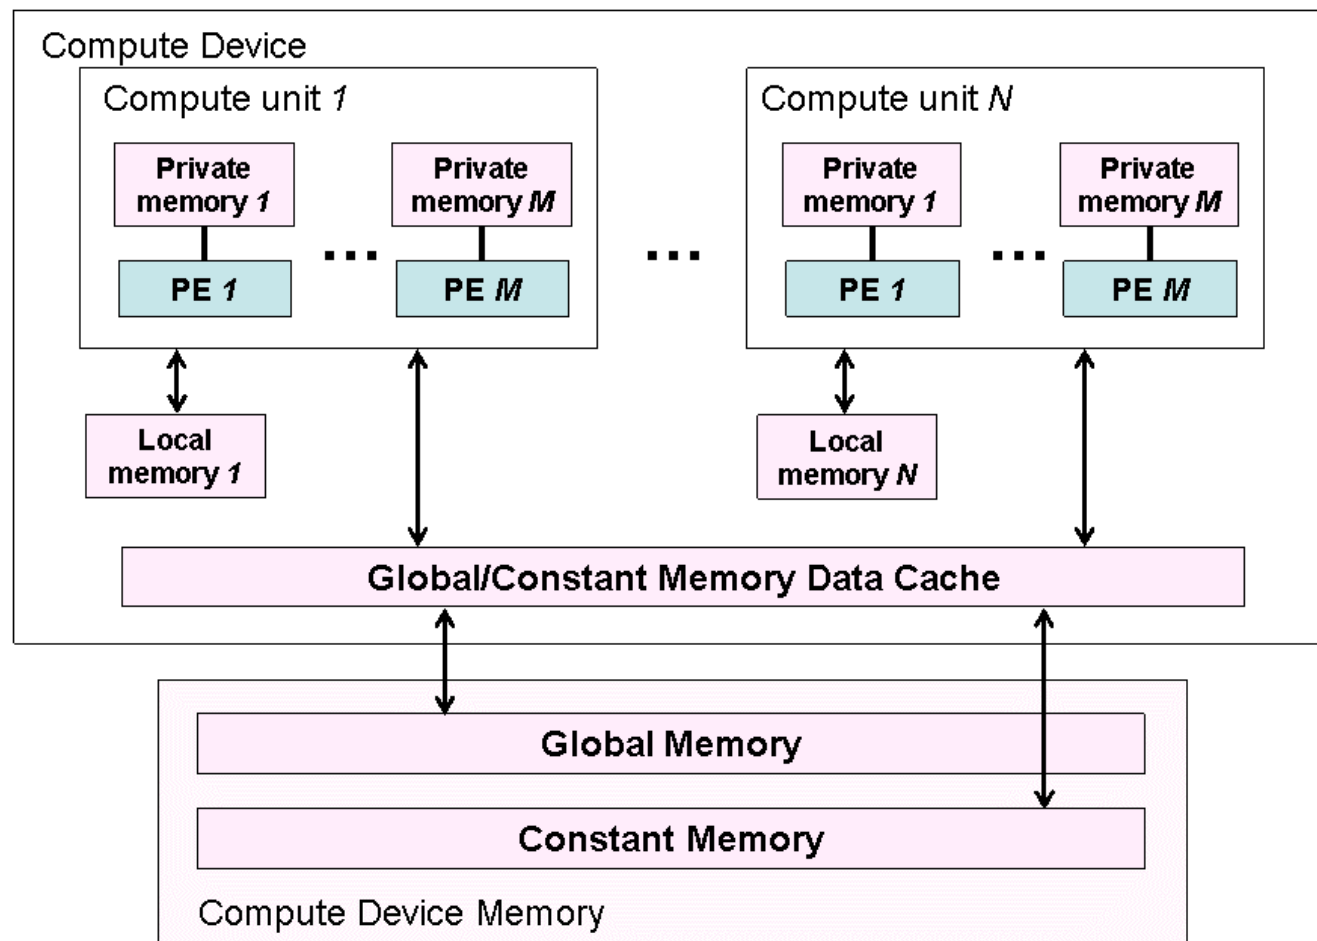 Compute Device
Compute unit 1
Compute unit N
Private
memory 1
Private
memory M
Private
memory 1
Private
memory M
...
...
...
PE 1
PE M
PE 1
PE M
Local
memory 1
Local
memory N
Global/Constant Memory Data Cache
Global Memory
Constant Memory
Compute Device Memory